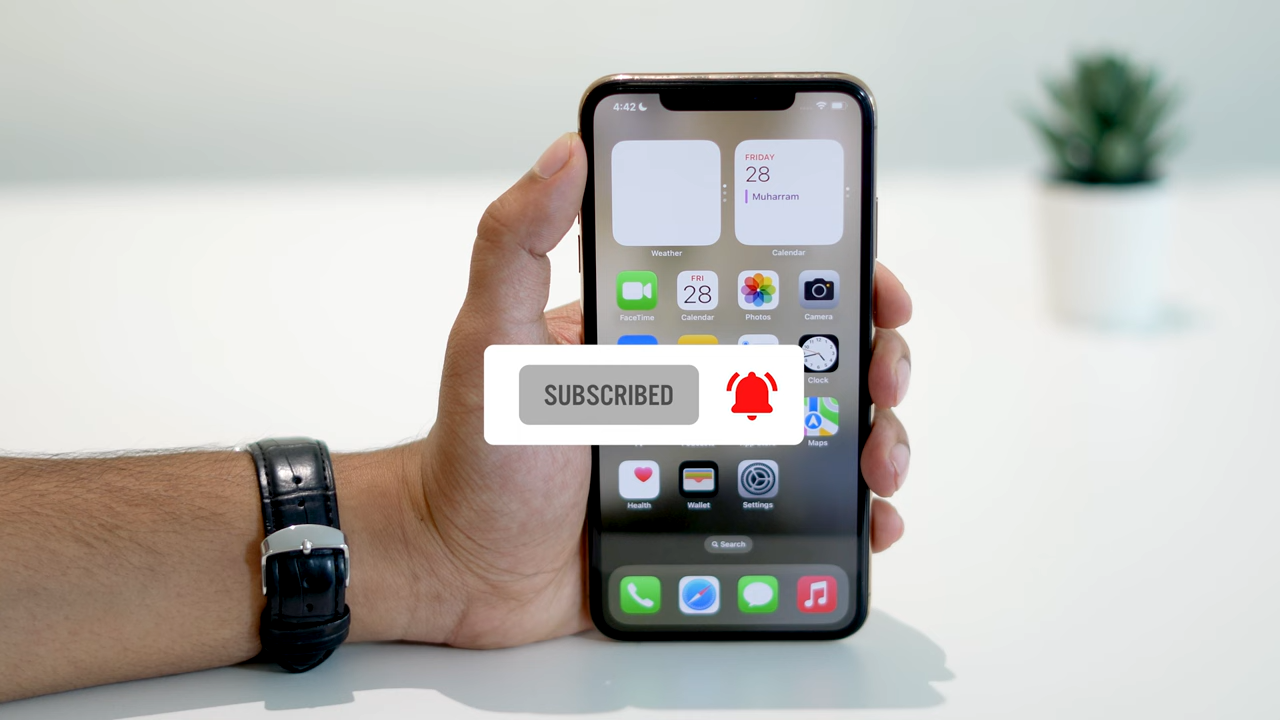 4:42
FRIDAY
28
Muharram
Weather
Calendar
FRI
28
FaceTime
Calendar
Photos
Camera
Clock
SUBSCRIBED
Maps
Health
Wallet
Settings
Search